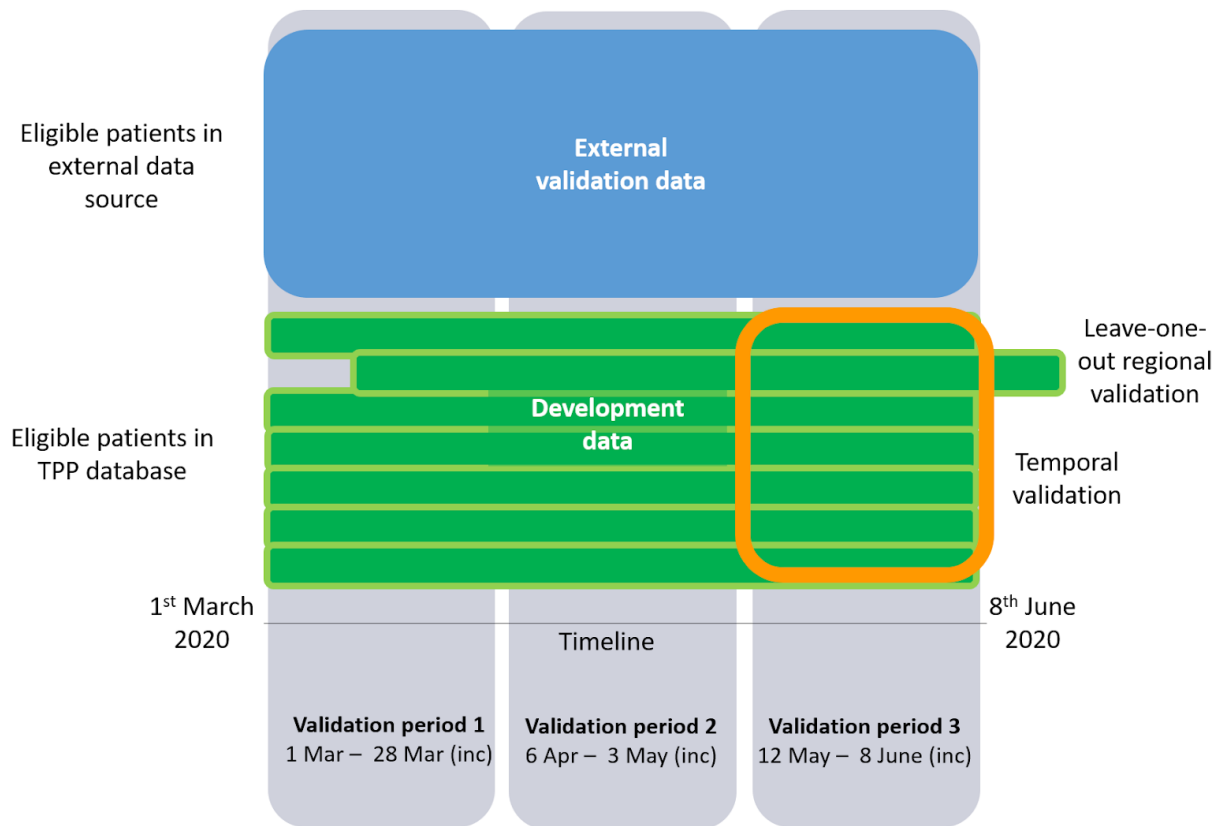 Eligible patients in
external data
source
External
validation data
Leave-one-
out regional
validation
Development
data
Eligible patients in
TPP database
Temporal
validation
1st March
2020
8th June
2020
Timeline
Validation period 1
1 Mar – 28 Mar (inc)
Validation period 2
6 Apr – 3 May (inc)
Validation period 3
12 May – 8 June (inc)